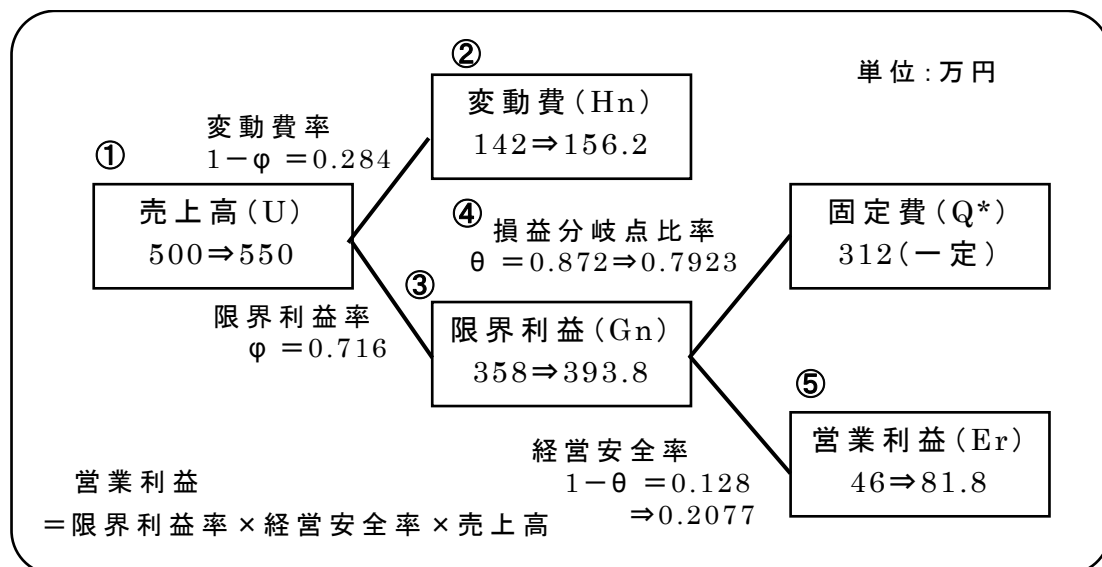 単位:万円
②
変動費(Hn)
142⇒156.2
変動費率
1－φ =0.284
①
売上高(U)
500⇒550
限界利益率
φ =0.716
④
損益分岐点比率
θ =0.872⇒0.7923
③
限界利益(Gn)
358⇒393.8
固定費(Q*)
312(一定)
⑤
営業利益(Er)
46⇒81.8
経営安全率
1－θ =0.128
⇒0.2077
営業利益
＝限界利益率×経営安全率×売上高